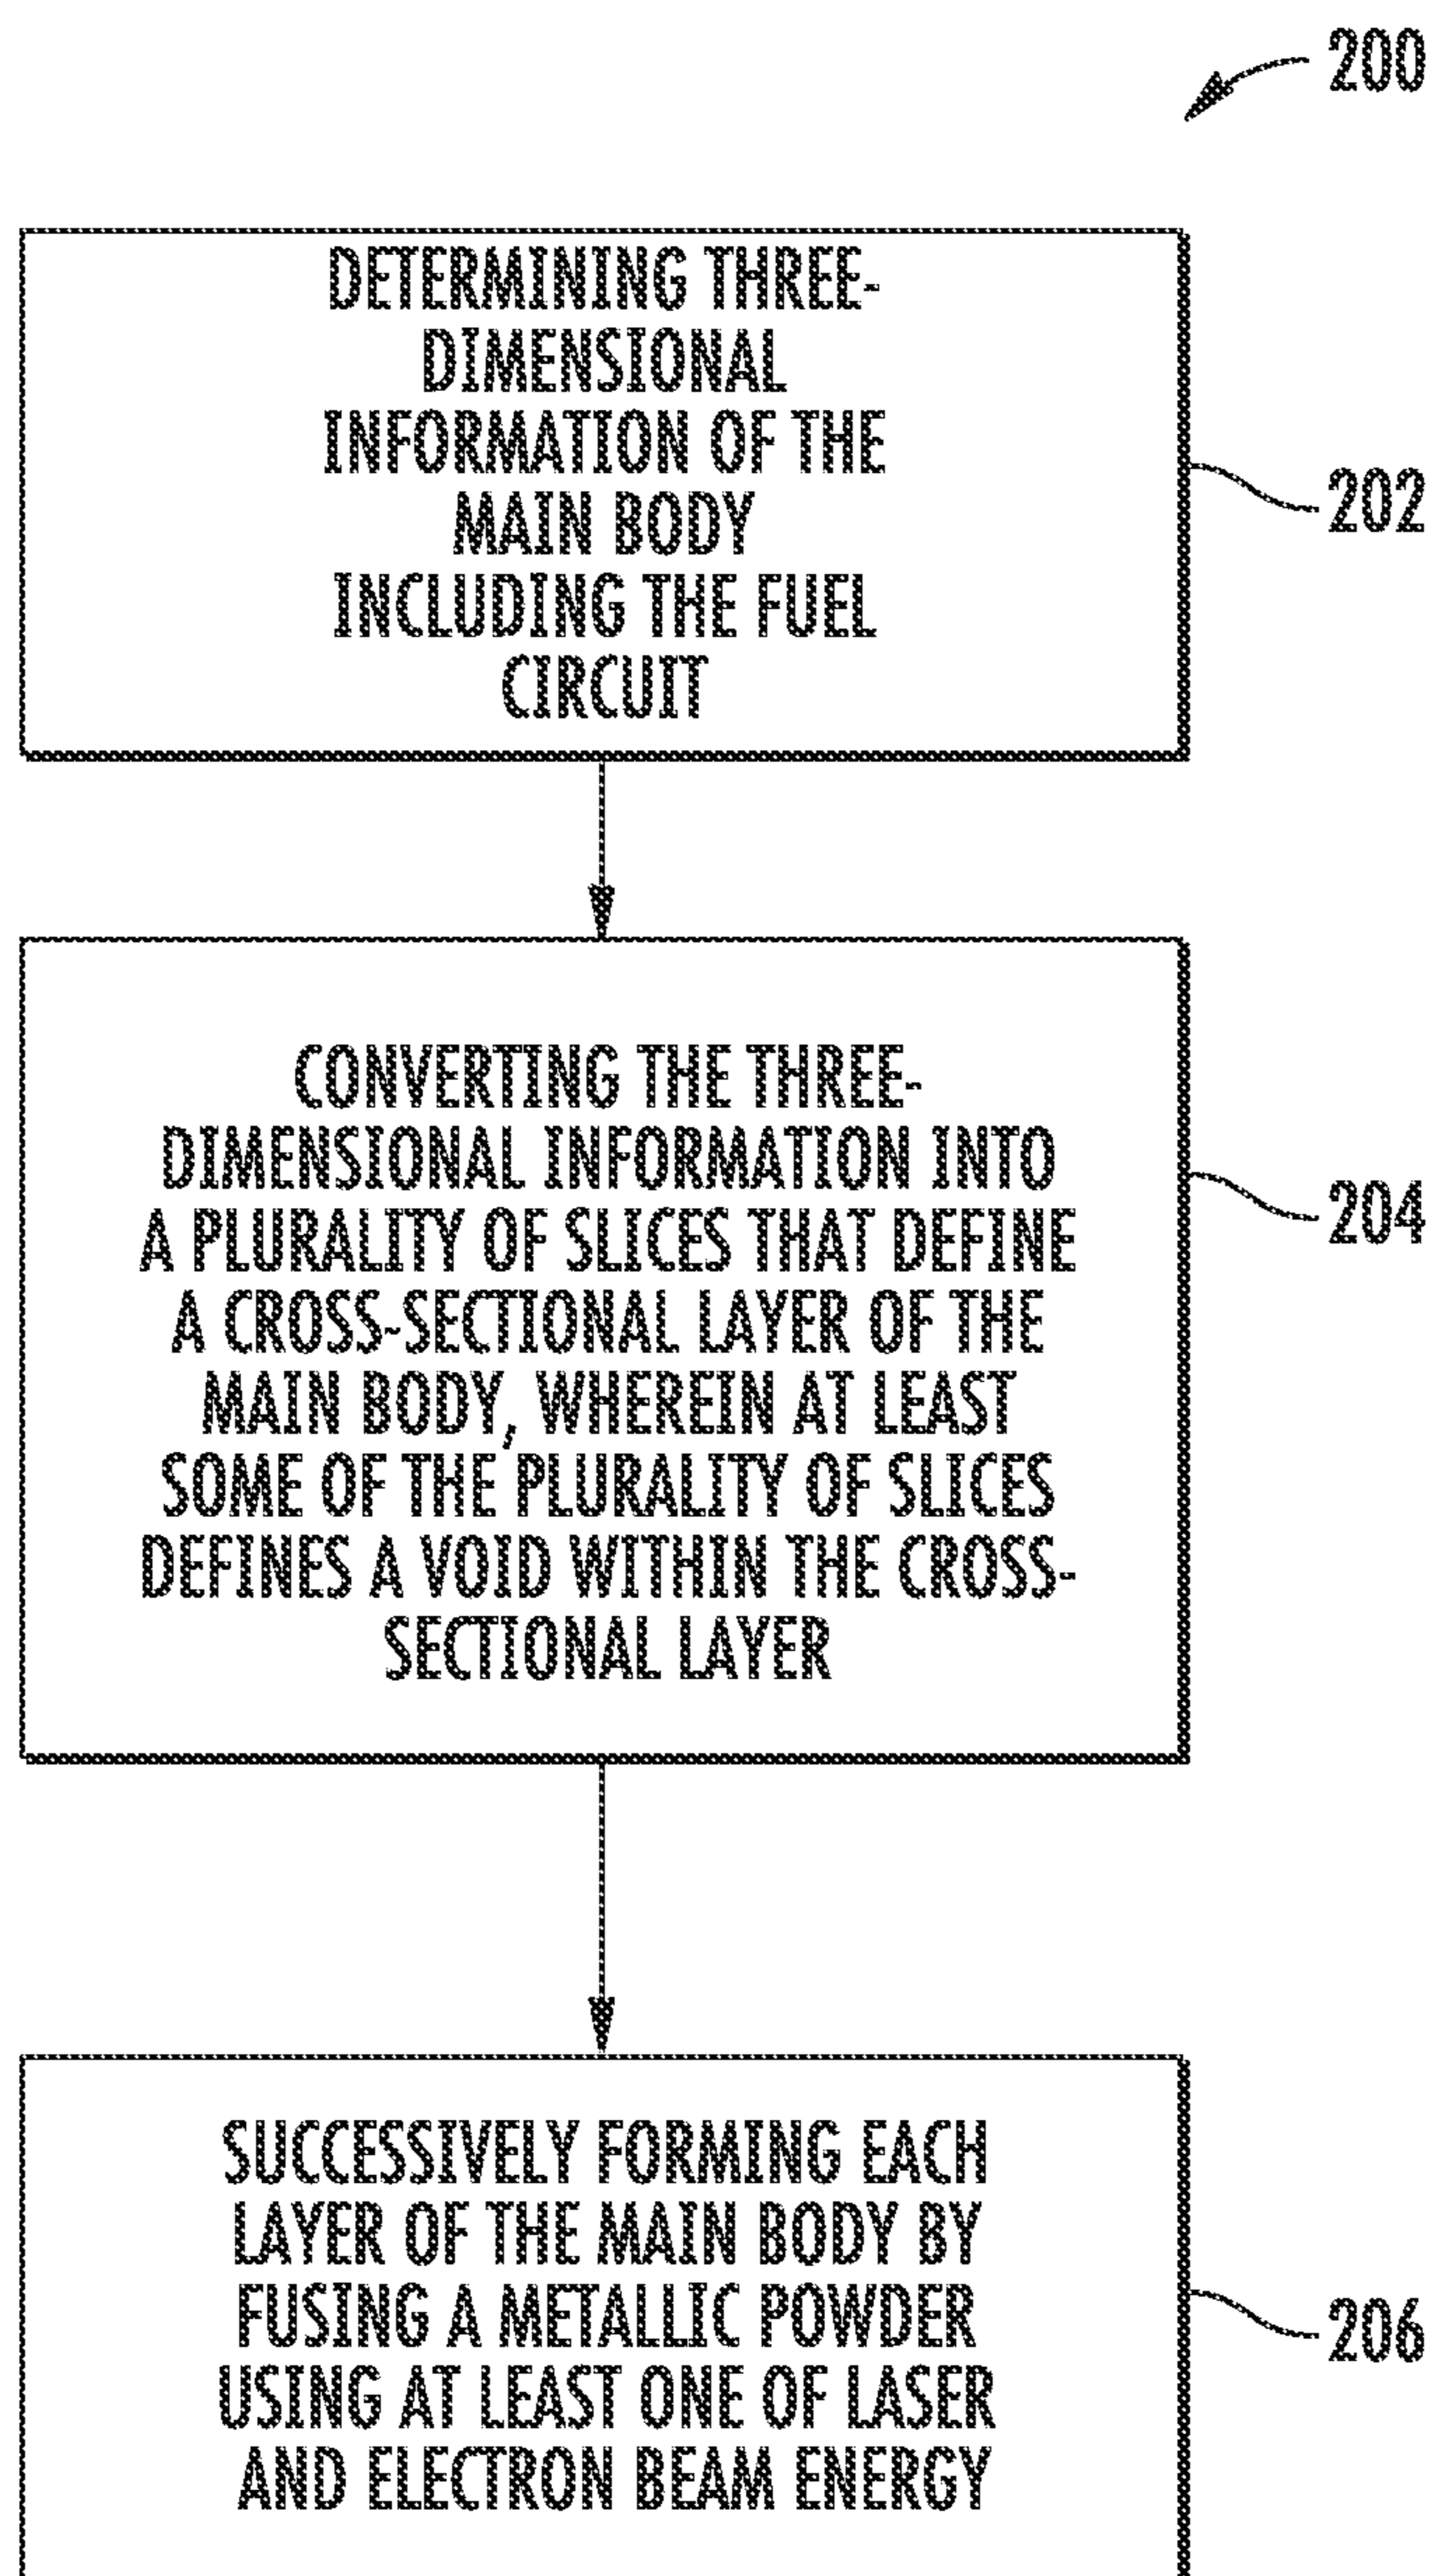 200
DETERMINING THREE-
DIMENSIONAL
INFORMATION OF THE
MAIN BODY
INCLUDING THE FUEL
CIRCUIT
202
CONVERTING THE THREE-
DIMENSIONAL INFORMATION INTO
A PLURALITY OF SLICES THAT DEFINE
A CROSS-SECTIONAL LAYER OF THE
MAIN BODY, WHEREIN AT LEAST
SOME OF THE PLURALITY OF SLICES
DEFINES A VOID WITHIN THE CROSS-
SECTIONAL LAYER
204
SUCCESSIVELY FORMING EACH
LAYER OF THE MAIN BODY BY
FUSING A METALLIC POWDER
USING AT LEAST ONE OF LASER
AND ELECTRON BEAM ENERGY
206